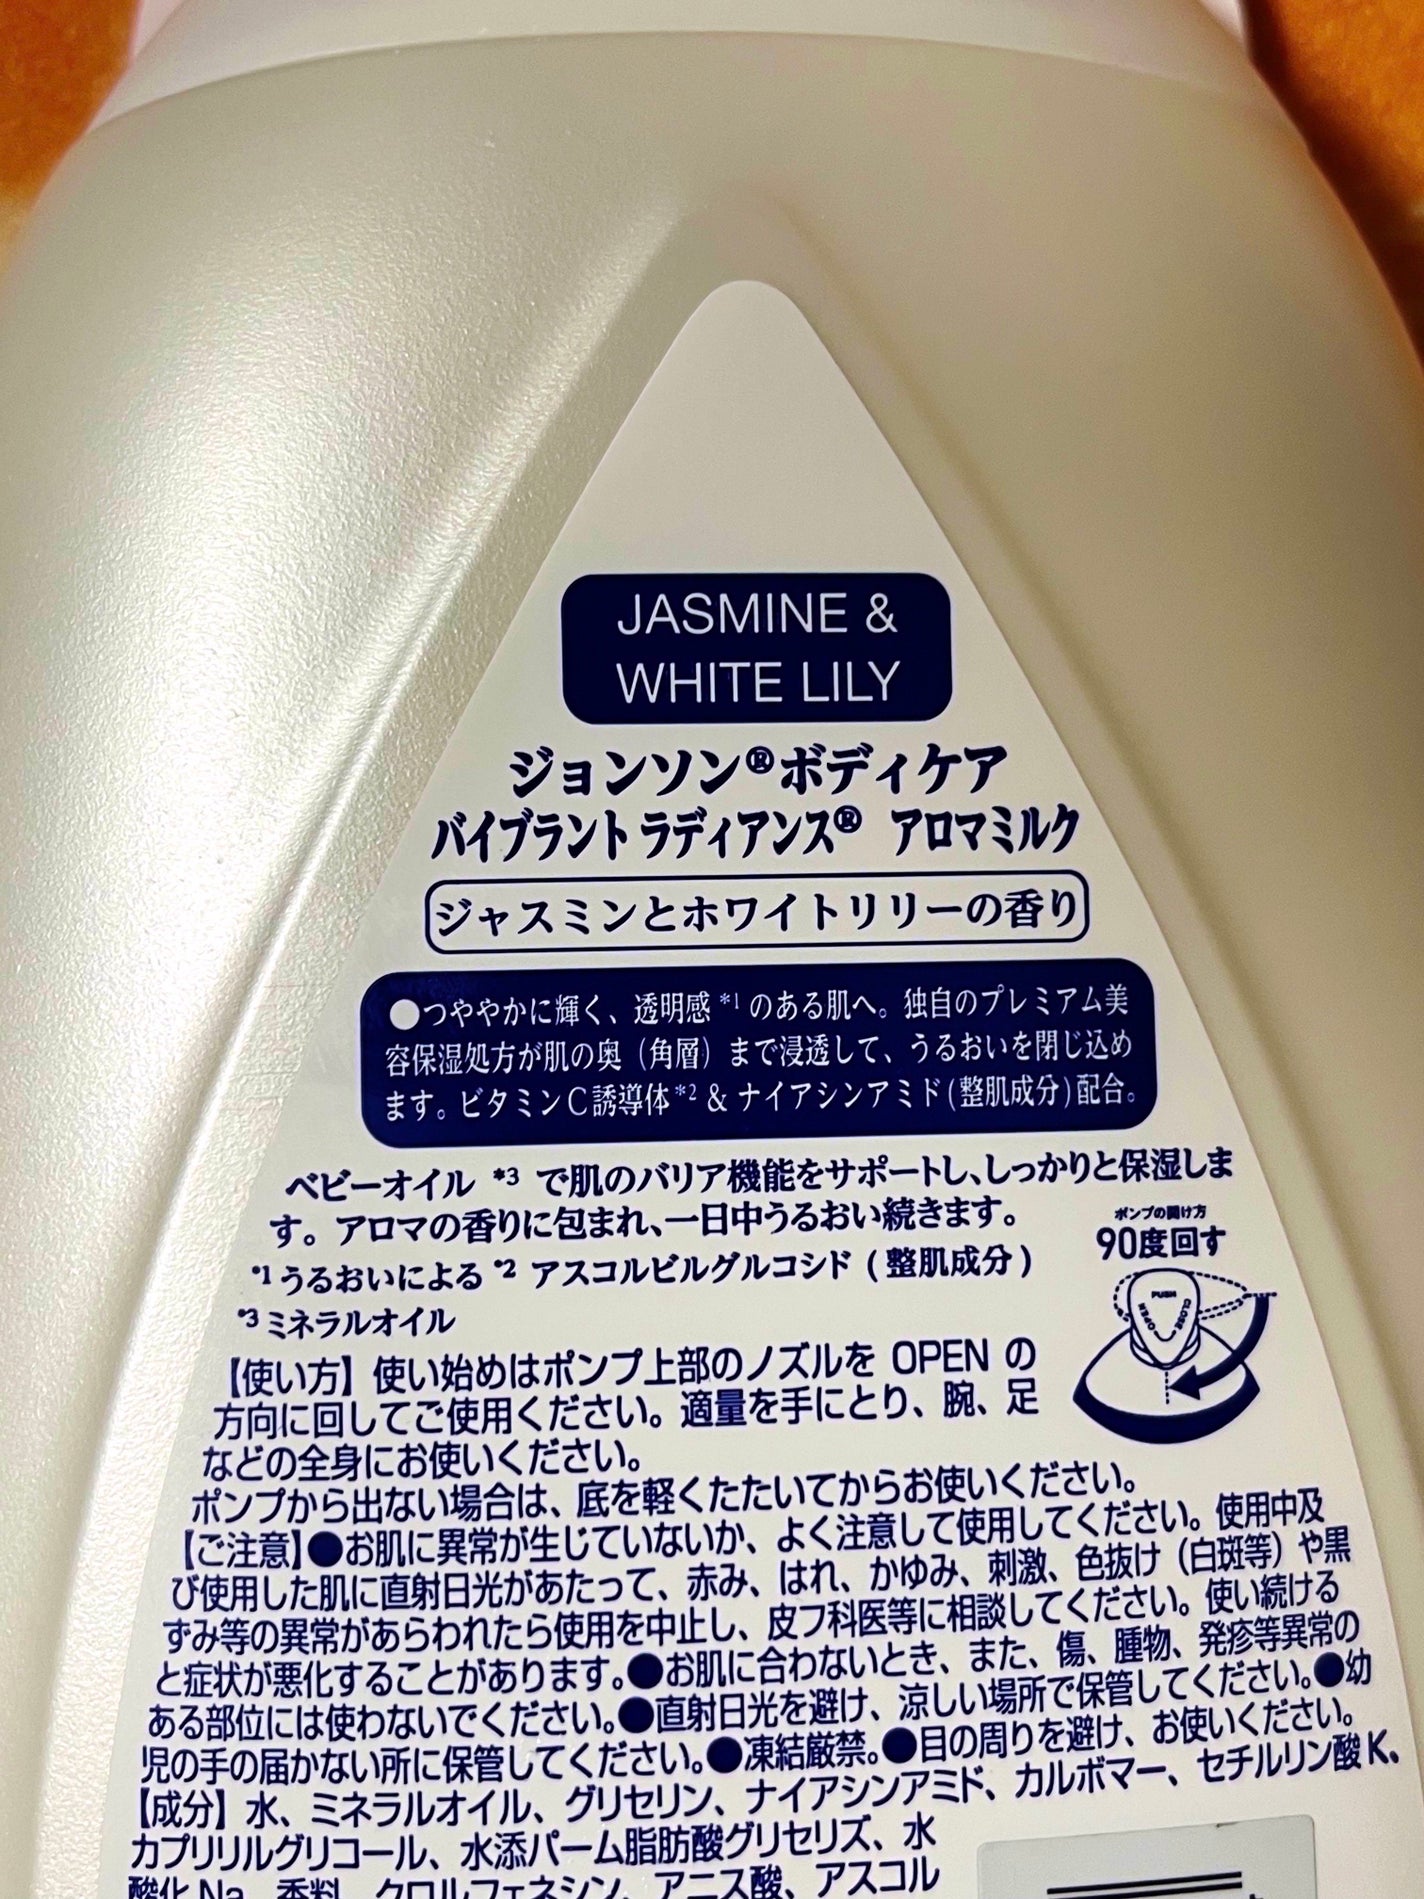 JASMINE &
WHITE LILY
ジョンソン®ボディケア
バイブラント ラディアンス® アロマミルク
ジャスミンとホワイトリリーの香り
●つややかに輝く、透明感*1のある肌へ。独自のプレミアム美
容保湿処方が肌の奥（角層）まで浸透して、うるおいを閉じ込め
ます。ビタミンC誘導体*2 & ナイアシンアミド(整肌成分)配合。
ベビーオイル *3 で肌のバリア機能をサポートし、しっかりと保湿しま
す。アロマの香りに包まれ、一日中うるおい続きます。
*1 うるおいによる *2 アスコルビルグルコシド ( 整肌成分 )
*3 ミネラルオイル
ポンプの開け方
90度回す
PUSH
OPEN
CLOSE
【使い方】使い始めはポンプ上部のノズルを OPEN の
方向に回してご使用ください。適量を手にとり、腕、足
などの全身にお使いください。
ポンプから出ない場合は、底を軽くたたいてからお使いください。
【ご注意】●お肌に異常が生じていないか、よく注意して使用してください。使用中及
び使用した肌に直射日光があたって、赤み、はれ、かゆみ、刺激、色抜け（白斑等）や黒
ずみ等の異常があらわれたら使用を中止し、皮フ科医等に相談してください。使い続ける
と症状が悪化することがあります。●お肌に合わないとき、また、傷、腫物、発疹等異常の
ある部位には使わないでください。●直射日光を避け、涼しい場所で保管してください。●幼
児の手の届かない所に保管してください。●凍結厳禁。●目の周りを避け、お使いください。
【成分】水、ミネラルオイル、グリセリン、ナイアシンアミド、カルボマー、セチルリン酸K、
カプリリルグリコール、水添パーム脂肪酸グリセリズ、水
酸化Na、香料、クロルフェネシン、アニス酸、アスコル